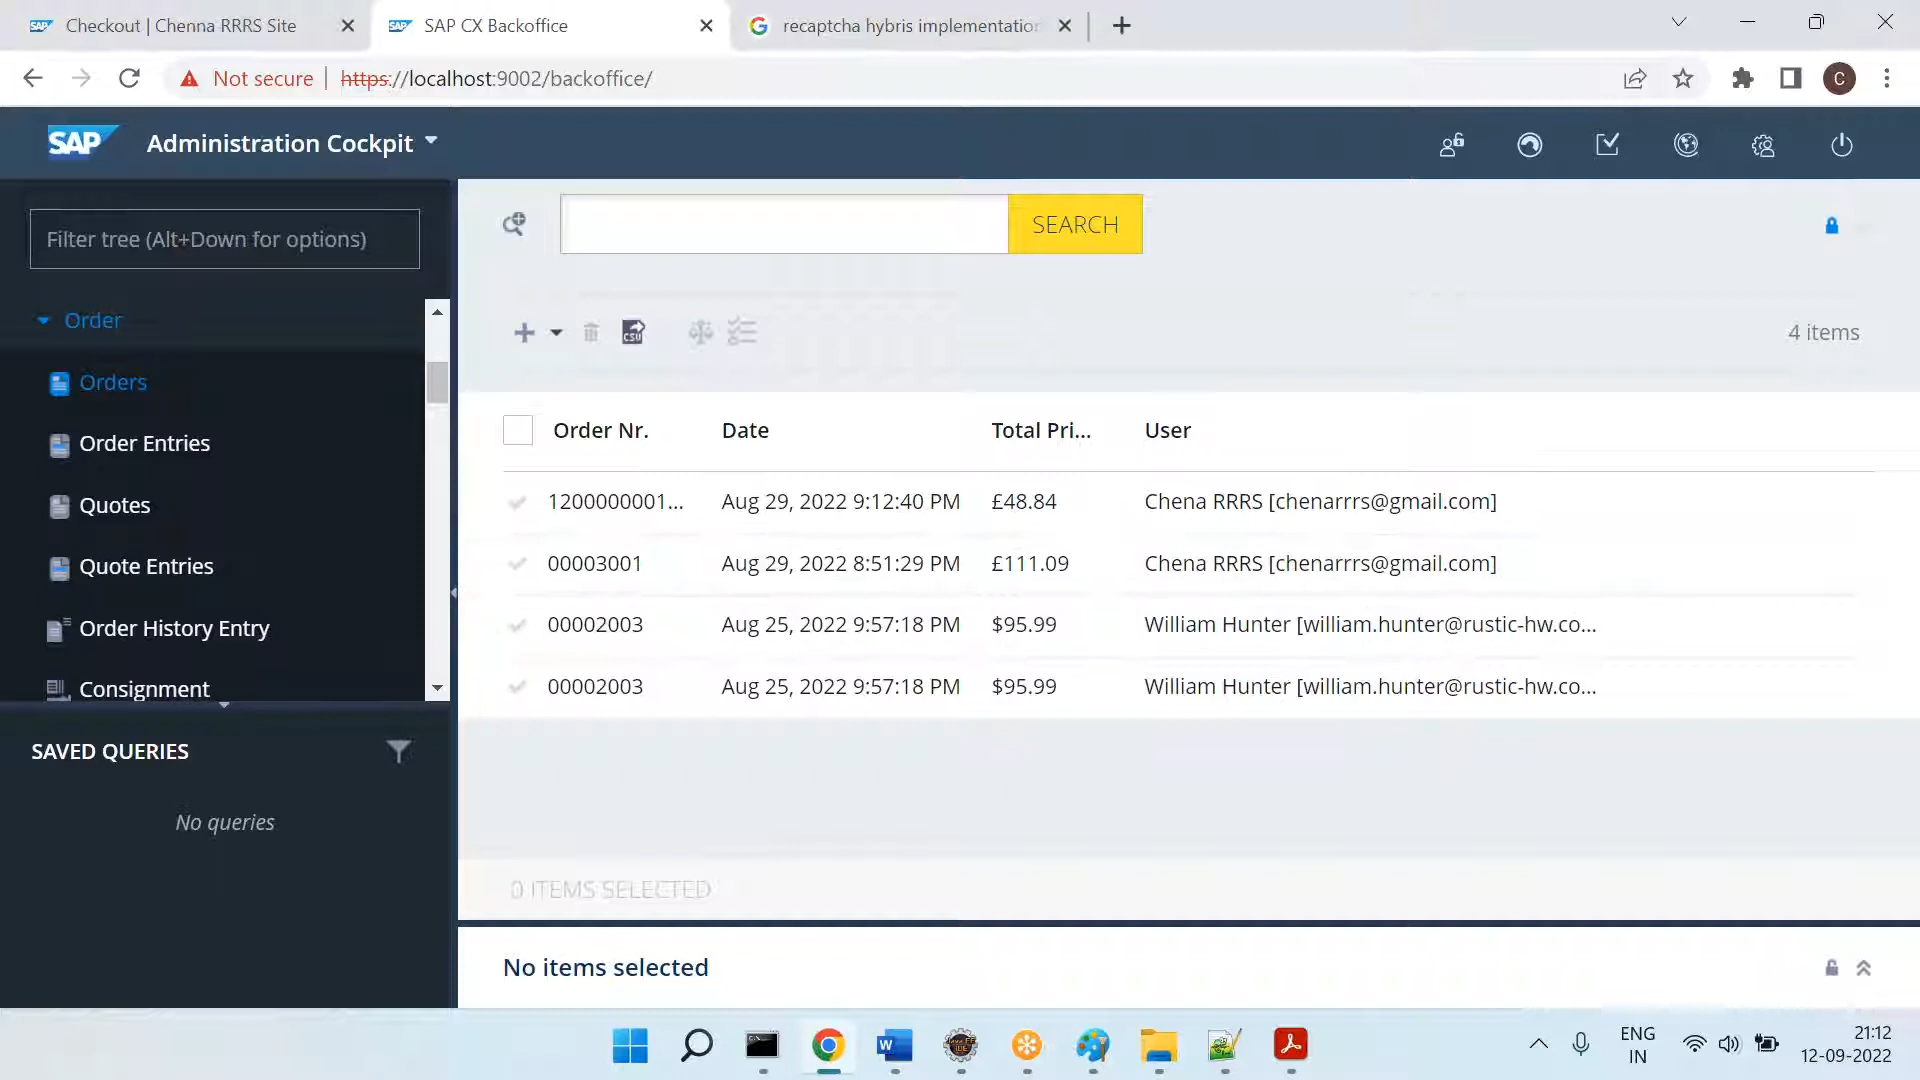 Checkout | Chenna RRRS Site
SAP CX Backoffice
recaptcha hybris implementation
Not secure
https://localhost:9002/backoffice/
C
SAP
Administration Cockpit
Filter tree (Alt+Down for options)
SEARCH
Order
Orders
Order Entries
Quotes
Quote Entries
Order History Entry
Consignment
CSV
4 items
Order Nr. Date Total Pri... User
1200000001... Aug 29, 2022 9:12:40 PM £48.84 Chena RRRS [chenarrrs@gmail.com]
00003001 Aug 29, 2022 8:51:29 PM £111.09 Chena RRRS [chenarrrs@gmail.com]
00002003 Aug 25, 2022 9:57:18 PM $95.99 William Hunter [william.hunter@rustic-hw.co...
00002003 Aug 25, 2022 9:57:18 PM $95.99 William Hunter [william.hunter@rustic-hw.co...
SAVED QUERIES
No queries
0 ITEMS SELECTED
No items selected
ENG
IN
21:12
12-09-2022